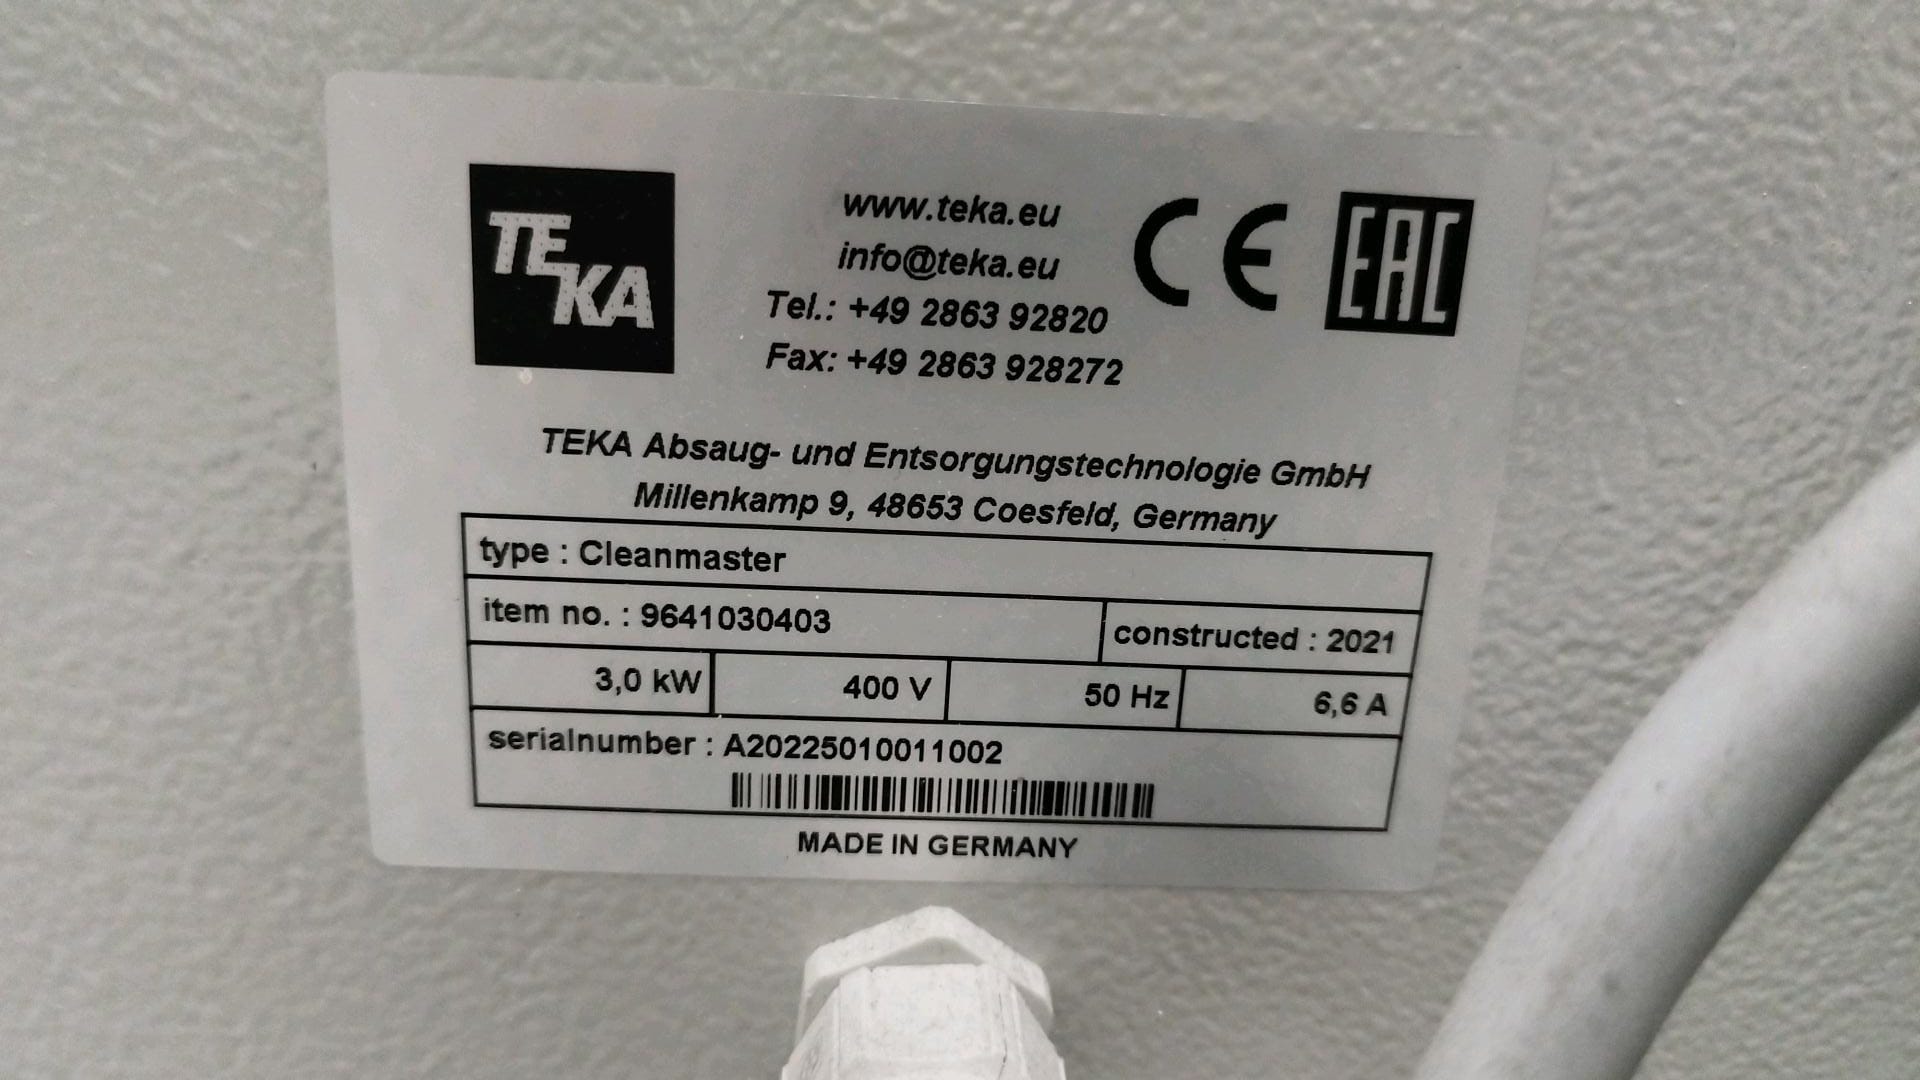 TEKA
www.teka.eu
info@teka.eu
Tel.: +49 2863 92820
Fax: +49 2863 928272
CE
EAC
TEKA Absaug- und Entsorgungstechnologie GmbH
Millenkamp 9, 48653 Coesfeld, Germany
type : Cleanmaster
item no. : 9641030403
constructed : 2021
3,0 kW 400 V 50 Hz 6,6 A
serialnumber : A20225010011002
MADE IN GERMANY